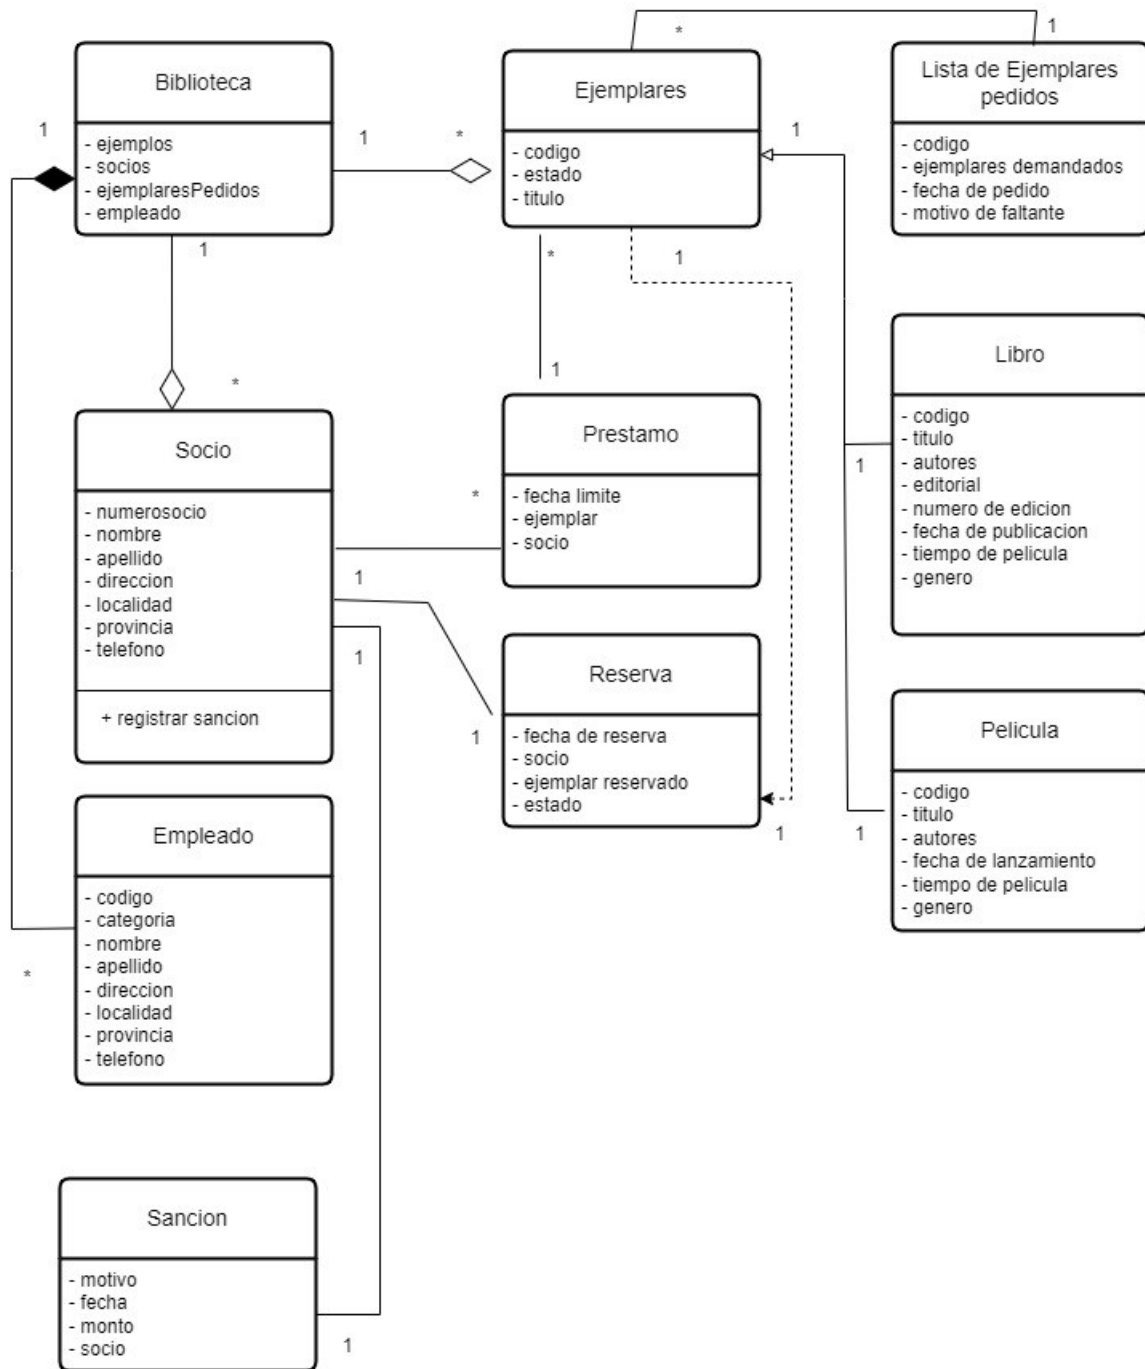 Biblioteca
- ejemplos
- socios
- ejemplaresPedidos
- empleado
1
1
*
1
Ejemplares
- codigo
- estado
- titulo
*
1
1
*
1
1
Lista de Ejemplares
pedidos
- codigo
- ejemplares demandados
- fecha de pedido
- motivo de faltante
*
Socio
- numerosocio
- nombre
- apellido
- direccion
- localidad
- provincia
- telefono
+ registrar sancion
*
1
1
1
Prestamo
- fecha limite
- ejemplar
- socio
Reserva
- fecha de reserva
- socio
- ejemplar reservado
- estado
1
Libro
- codigo
- titulo
- autores
- editorial
- numero de edicion
- fecha de publicacion
- tiempo de pelicula
- genero
1
Pelicula
- codigo
- titulo
- autores
- fecha de lanzamiento
- tiempo de pelicula
- genero
1
Empleado
- codigo
- categoria
- nombre
- apellido
- direccion
- localidad
- provincia
- telefono
*
Sancion
- motivo
- fecha
- monto
- socio
1